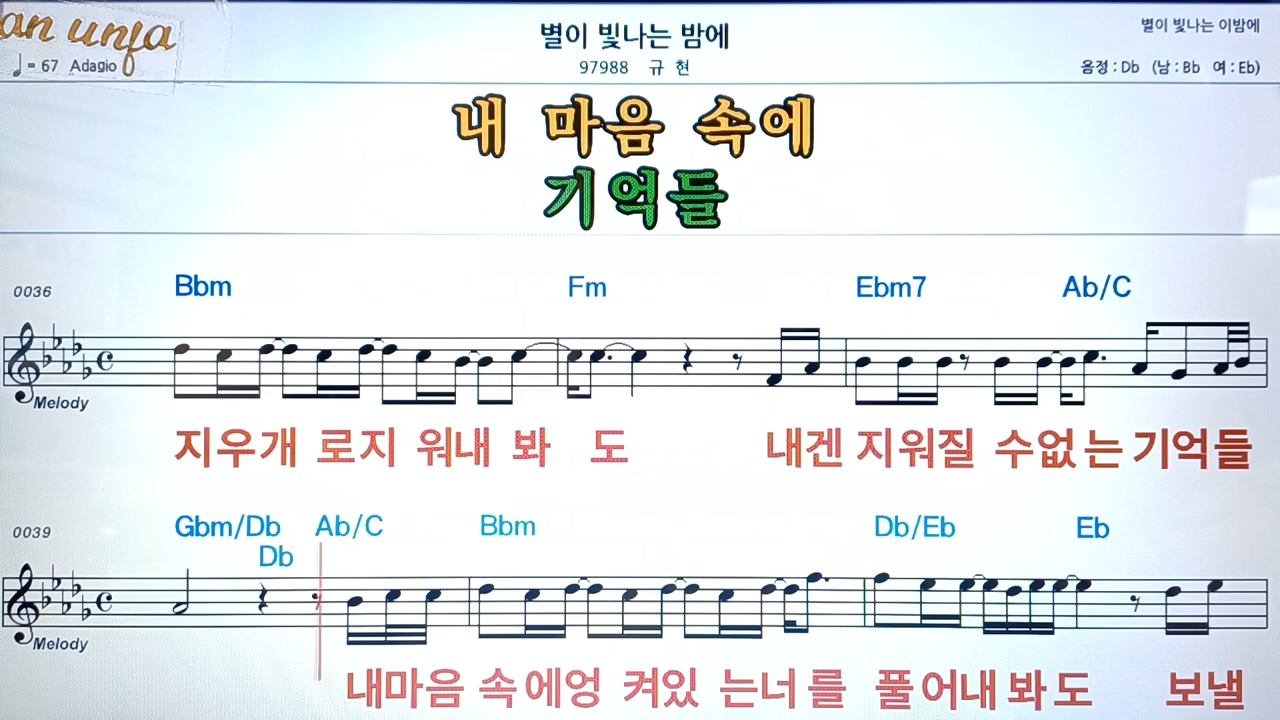 an unfa
별이 빛나는 밤에
별이 빛나는 이밤에
♩= 67 Adagio
97988 규 현
음정 : Db (남 : Bb 여 : Eb)
내 마음 속에
기억들
0036 Bbm Fm Ebm7 Ab/C
Melody
지우개 로지 워내 봐 도 내겐 지워질 수없는 기억들
0039 Gbm/Db Ab/C Bbm Db/Eb Eb
Db
Melody
내마음 속에엉 켜있 는너를 풀어내봐도 보낼